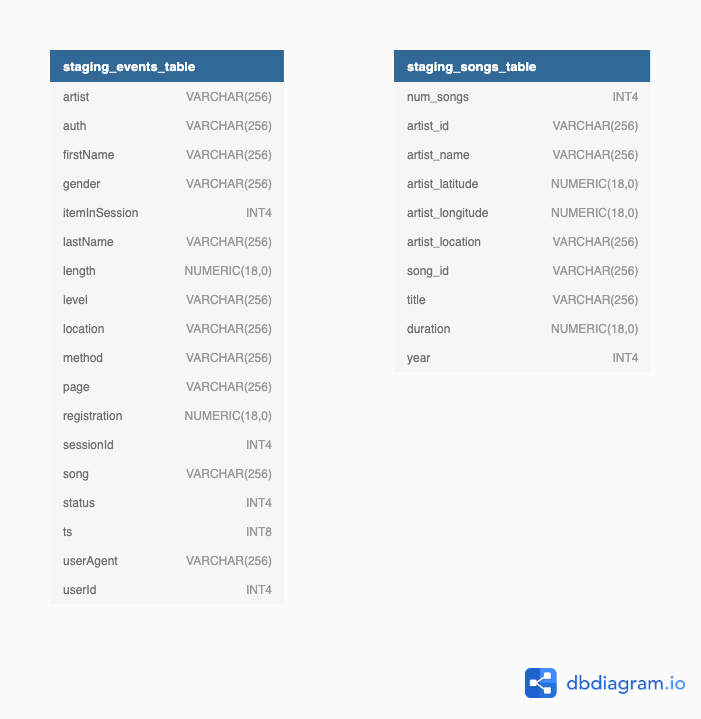 staging_events_table
artist VARCHAR(256)
auth VARCHAR(256)
firstName VARCHAR(256)
gender VARCHAR(256)
itemInSession INT4
lastName VARCHAR(256)
length NUMERIC(18,0)
level VARCHAR(256)
location VARCHAR(256)
method VARCHAR(256)
page VARCHAR(256)
registration NUMERIC(18,0)
sessionId INT4
song VARCHAR(256)
status INT4
ts INT8
userAgent VARCHAR(256)
userId INT4
staging_songs_table
num_songs INT4
artist_id VARCHAR(256)
artist_name VARCHAR(256)
artist_latitude NUMERIC(18,0)
artist_longitude NUMERIC(18,0)
artist_location VARCHAR(256)
song_id VARCHAR(256)
title VARCHAR(256)
duration NUMERIC(18,0)
year INT4
dbdiagram.io